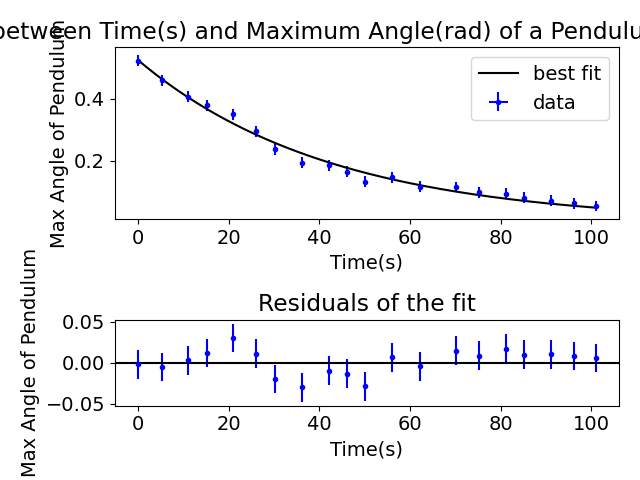 between Time(s) and Maximum Angle(rad) of a Pendulu
Max Angle of Pendulum
0.4
0.2
best fit
data
0 20 40 60 80 100
Time(s)
Residuals of the fit
Max Angle of Pendulum
0.05
0.00
−0.05
0 20 40 60 80 100
Time(s)